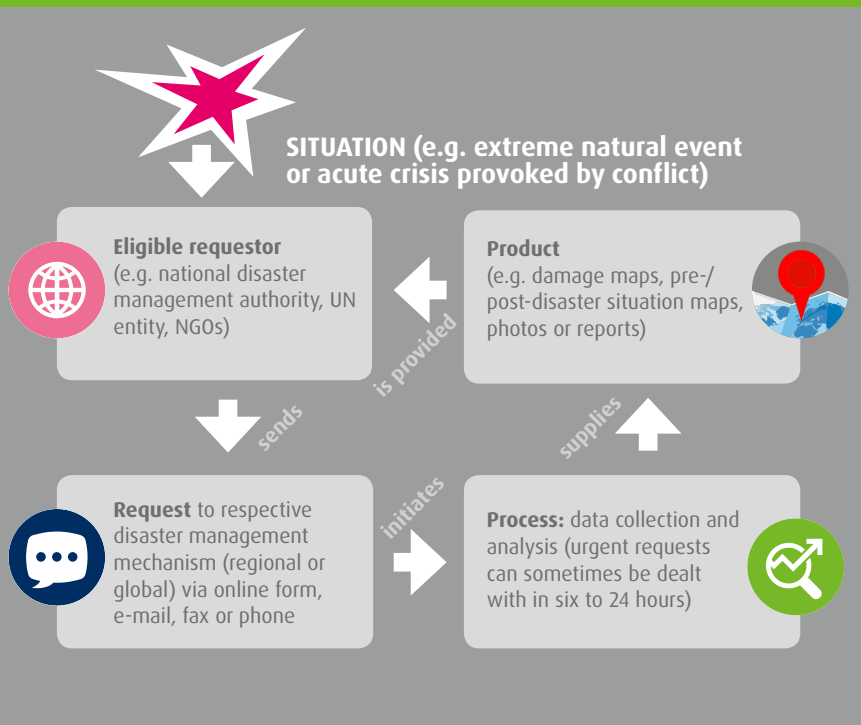 SITUATION (e.g. extreme natural event
or acute crisis provoked by conflict)
Eligible requestor
(e.g. national disaster
management authority, UN
entity, NGOs)
sends
Request to respective
disaster management
mechanism (regional or
global) via online form,
e-mail, fax or phone
initiates
Process: data collection and
analysis (urgent requests
can sometimes be dealt
with in six to 24 hours)
supplies
Product
(e.g. damage maps, pre-/
post-disaster situation maps,
photos or reports)
is provided